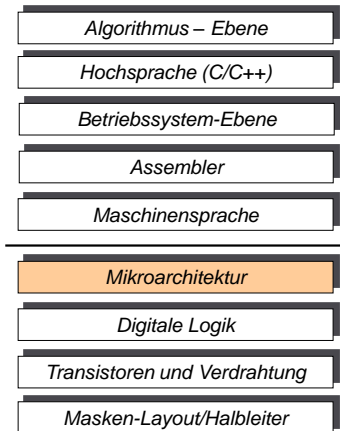 Algorithmus – Ebene
Hochsprache (C/C++)
Betriebssystem-Ebene
Assembler
Maschinensprache
Mikroarchitektur
Digitale Logik
Transistoren und Verdrahtung
Masken-Layout/Halbleiter